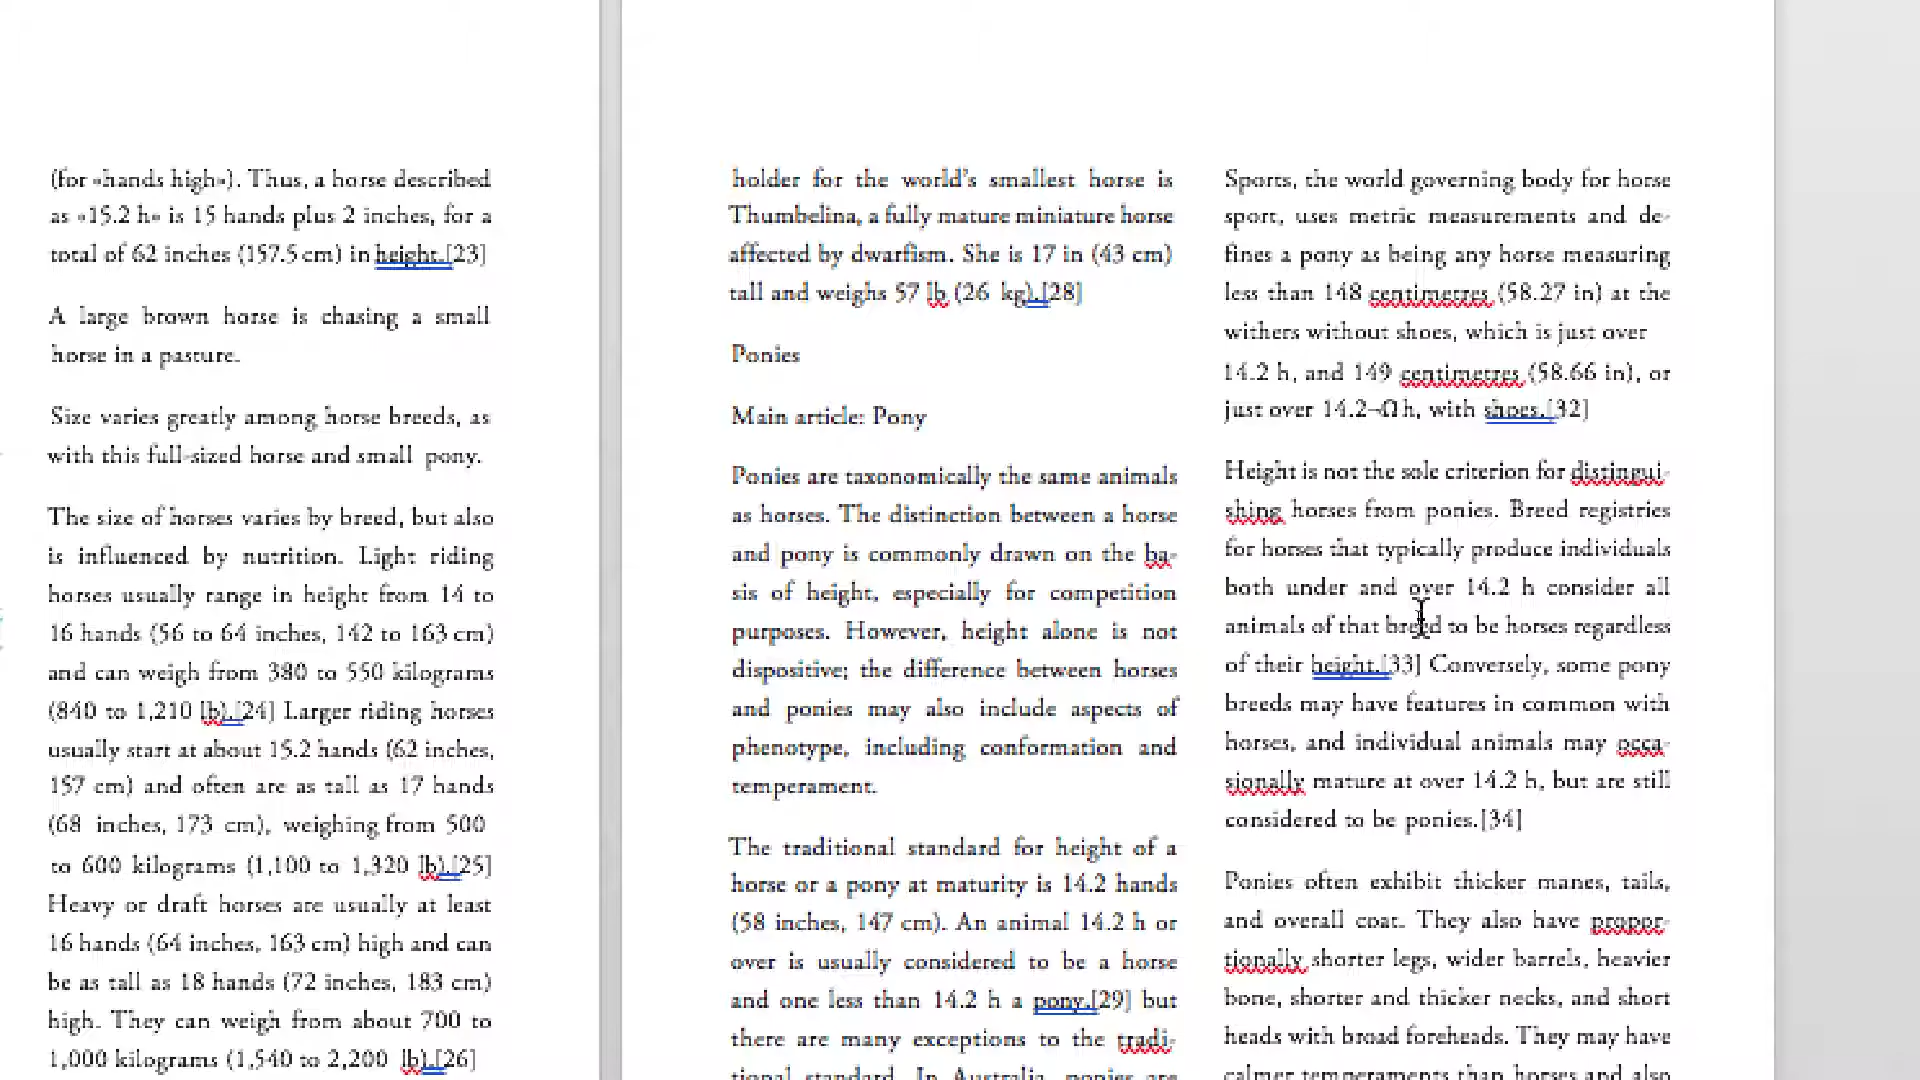 (for «hands high»). Thus, a horse described
as «15.2 h» is 15 hands plus 2 inches, for a
total of 62 inches (157.5 cm) in height.[23]
A large brown horse is chasing a small
horse in a pasture.
Size varies greatly among horse breeds, as
with this full-sized horse and small pony.
The size of horses varies by breed, but also
is influenced by nutrition. Light riding
horses usually range in height from 14 to
16 hands (56 to 64 inches, 142 to 163 cm)
and can weigh from 380 to 550 kilograms
(840 to 1,210 lb).[24] Larger riding horses
usually start at about 15.2 hands (62 inches,
157 cm) and often are as tall as 17 hands
(68 inches, 173 cm), weighing from 500
to 600 kilograms (1,100 to 1,320 lb).[25]
Heavy or draft horses are usually at least
16 hands (64 inches, 163 cm) high and can
be as tall as 18 hands (72 inches, 183 cm)
high. They can weigh from about 700 to
1,000 kilograms (1,540 to 2,200 lb).[26]
holder for the world's smallest horse is
Thumbelina, a fully mature miniature horse
affected by dwarfism. She is 17 in (43 cm)
tall and weighs 57 lb (26 kg).[28]
Ponies
Main article: Pony
Ponies are taxonomically the same animals
as horses. The distinction between a horse
and pony is commonly drawn on the ba-
sis of height, especially for competition
purposes. However, height alone is not
dispositive; the difference between horses
and ponies may also include aspects of
phenotype, including conformation and
temperament.
The traditional standard for height of a
horse or a pony at maturity is 14.2 hands
(58 inches, 147 cm). An animal 14.2 h or
over is usually considered to be a horse
and one less than 14.2 h a pony.[29] but
there are many exceptions to the tradi-
tional standard. In Australia, ponies are
Sports, the world governing body for horse
sport, uses metric measurements and de-
fines a pony as being any horse measuring
less than 148 centimetres (58.27 in) at the
withers without shoes, which is just over
14.2 h, and 149 centimetres (58.66 in), or
just over 14.2–Ω h, with shoes.[32]
Height is not the sole criterion for distingui-
shing horses from ponies. Breed registries
for horses that typically produce individuals
both under and over 14.2 h consider all
animals of that breed to be horses regardless
of their height.[33] Conversely, some pony
breeds may have features in common with
horses, and individual animals may occa-
sionally mature at over 14.2 h, but are still
considered to be ponies.[34]
Ponies often exhibit thicker manes, tails,
and overall coat. They also have propor-
tionally shorter legs, wider barrels, heavier
bone, shorter and thicker necks, and short
heads with broad foreheads. They may have
calmer temperaments than horses and also